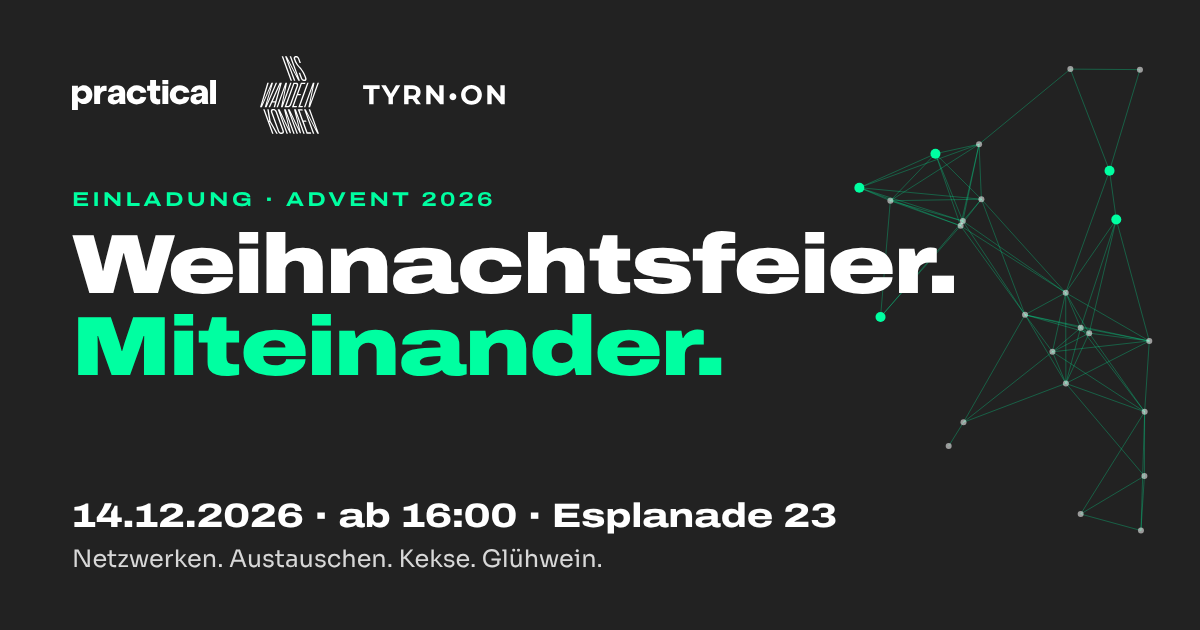 practical
INS
WANDELN
KOMMEN
TYRN•ON
EINLADUNG · ADVENT 2026
Weihnachtsfeier.
Miteinander.
14.12.2026 · ab 16:00 · Esplanade 23
Netzwerken. Austauschen. Kekse. Glühwein.